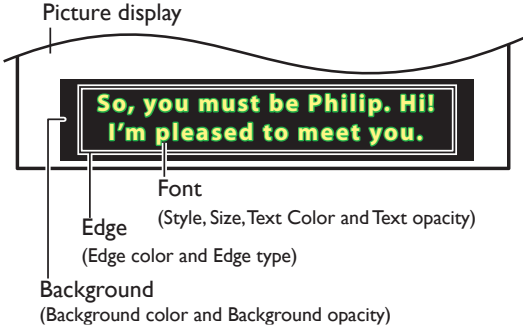 Picture display
So, you must be Philip. Hi!
I'm pleased to meet you.
Font
(Style, Size, Text Color and Text opacity)
Edge
(Edge color and Edge type)
Background
(Background color and Background opacity)